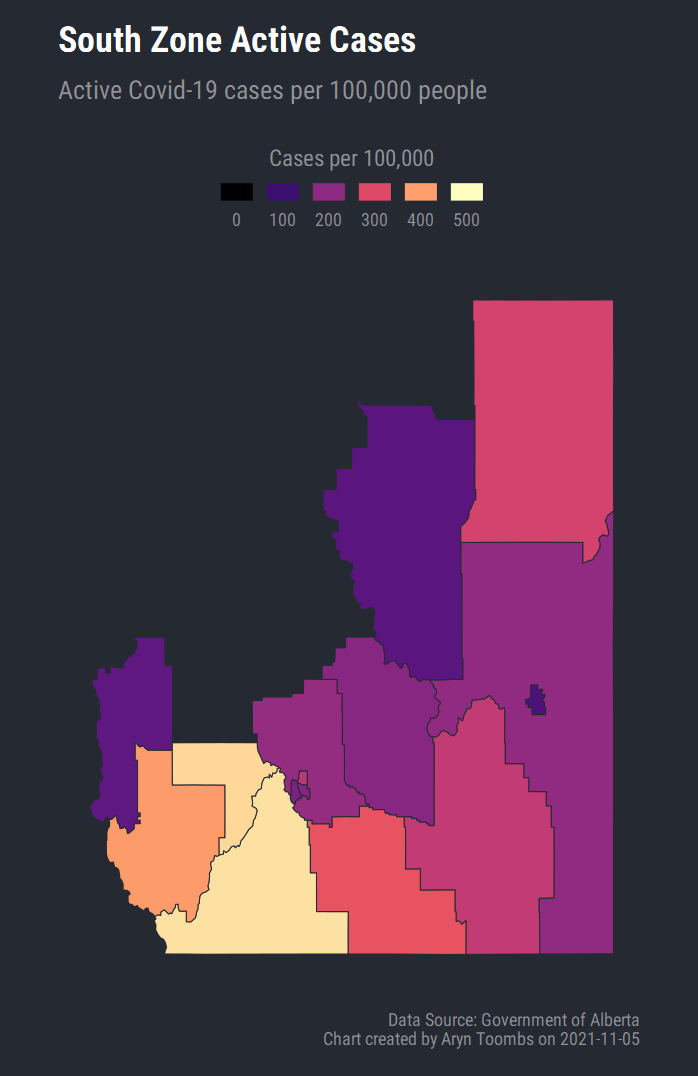 South Zone Active Cases
Active Covid-19 cases per 100,000 people
Cases per 100,000
0 100 200 300 400 500
Data Source: Government of Alberta
Chart created by Aryn Toombs on 2021-11-05